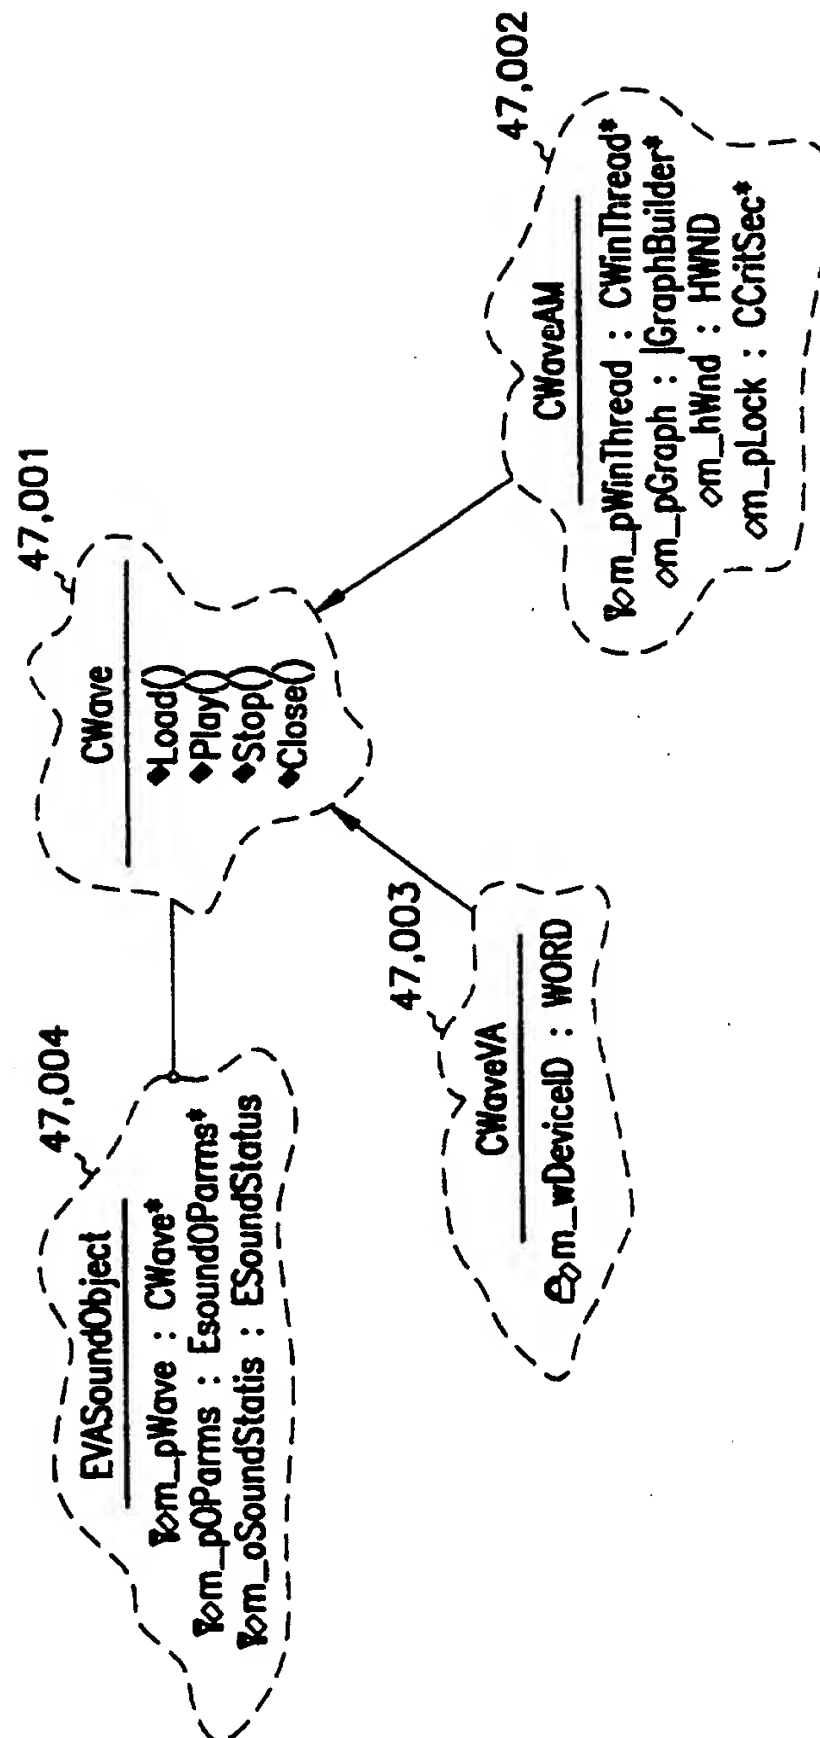 47,004
EVASoundObject
m_pWave : CWave*
m_pOParms : EsoundOParms*
m_oSoundStatis : ESoundStatus
47,001
CWave
Load()
Play()
Stop()
Close()
47,003
CWaveVA
m_wDeviceID : WORD
47,002
CWaveAM
m_pWinThread : CWinThread*
m_pGraph : IGraphBuilder*
m_hWnd : HWND
m_pLock : CCritSec*